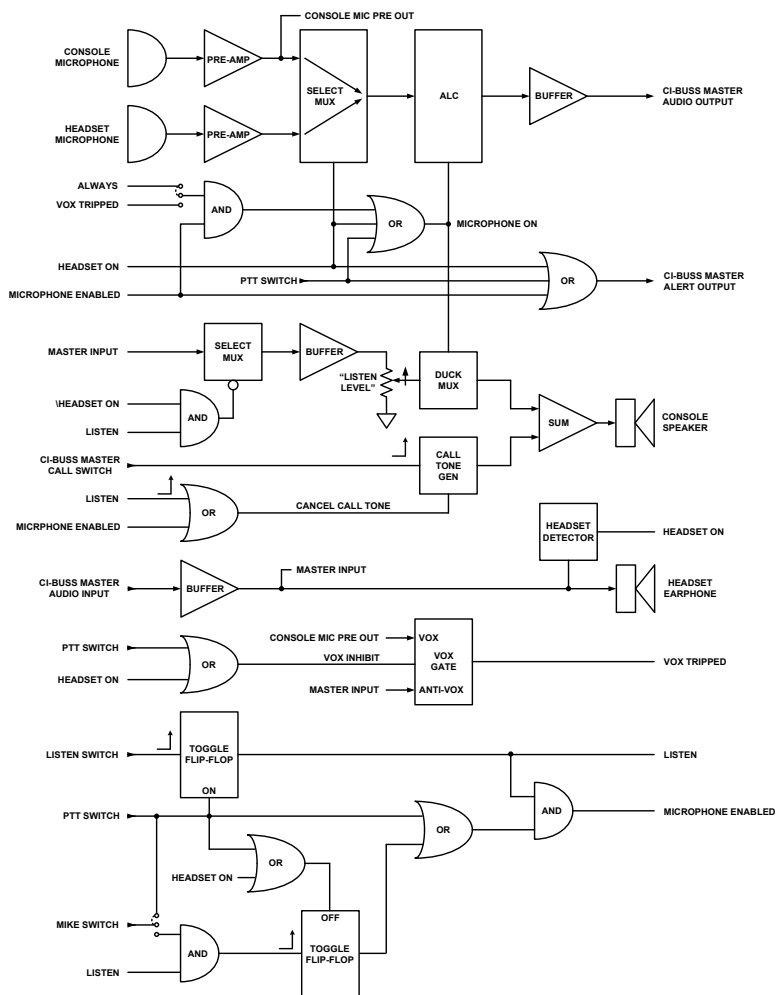 CONSOLE MIC PRE OUT
CONSOLE
MICROPHONE
PRE-AMP
SELECT
MUX
ALC
BUFFER
CI-BUSS MASTER
AUDIO OUTPUT
HEADSET
MICROPHONE
PRE-AMP
ALWAYS
VOX TRIPPED
AND
OR
MICROPHONE ON
HEADSET ON
PTT SWITCH
OR
CI-BUSS MASTER
ALERT OUTPUT
MICROPHONE ENABLED
MASTER INPUT
SELECT
MUX
BUFFER
“LISTEN
LEVEL”
DUCK
MUX
\HEADSET ON
AND
LISTEN
SUM
CONSOLE
SPEAKER
CI-BUSS MASTER
CALL SWITCH
CALL
TONE
GEN
LISTEN
OR
CANCEL CALL TONE
MICRPHONE ENABLED
HEADSET
DETECTOR
HEADSET ON
CI-BUSS MASTER
AUDIO INPUT
BUFFER
MASTER INPUT
HEADSET
EARPHONE
PTT SWITCH
OR
HEADSET ON
CONSOLE MIC PRE OUT
VOX INHIBIT
MASTER INPUT
VOX
VOX
GATE
ANTI-VOX
VOX TRIPPED
LISTEN SWITCH
TOGGLE
FLIP-FLOP
ON
LISTEN
PTT SWITCH
OR
AND
MICROPHONE ENABLED
OR
HEADSET ON
MIKE SWITCH
AND
LISTEN
OFF
TOGGLE
FLIP-FLOP